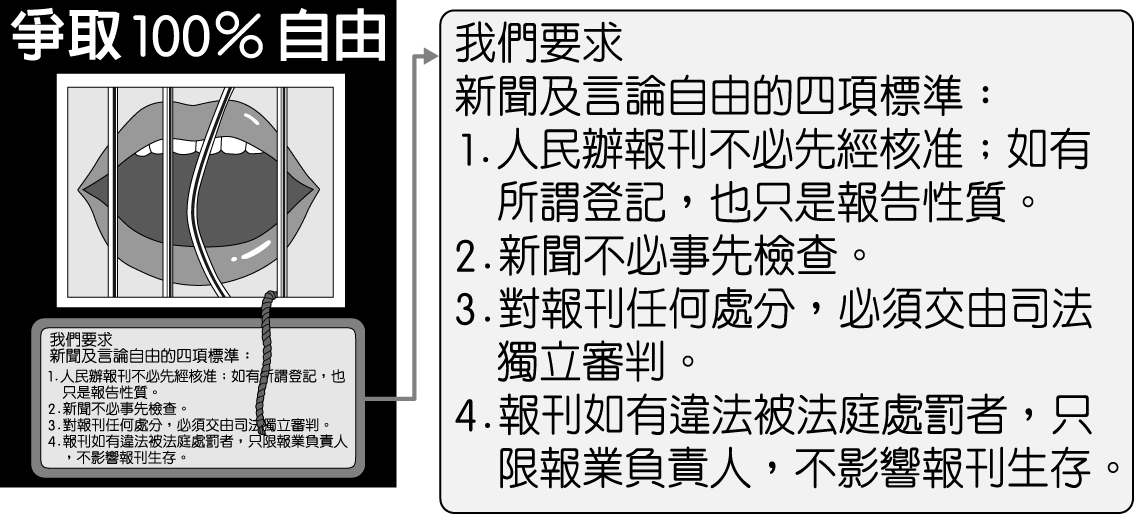 爭取100%自由
我們要求
新聞及言論自由的四項標準：
1.人民辦報刊不必先經核准；如有所謂登記，也
只是報告性質。
2.新聞不必事先檢查。
3.對報刊任何處分，必須交由司法獨立審判。
4.報刊如有違法被法庭處罰者，只限報業負責人
，不影響報刊生存。
我們要求
新聞及言論自由的四項標準：
1.人民辦報刊不必先經核准；如有
所謂登記，也只是報告性質。
2.新聞不必事先檢查。
3.對報刊任何處分，必須交由司法
獨立審判。
4.報刊如有違法被法庭處罰者，只
限報業負責人，不影響報刊生存。